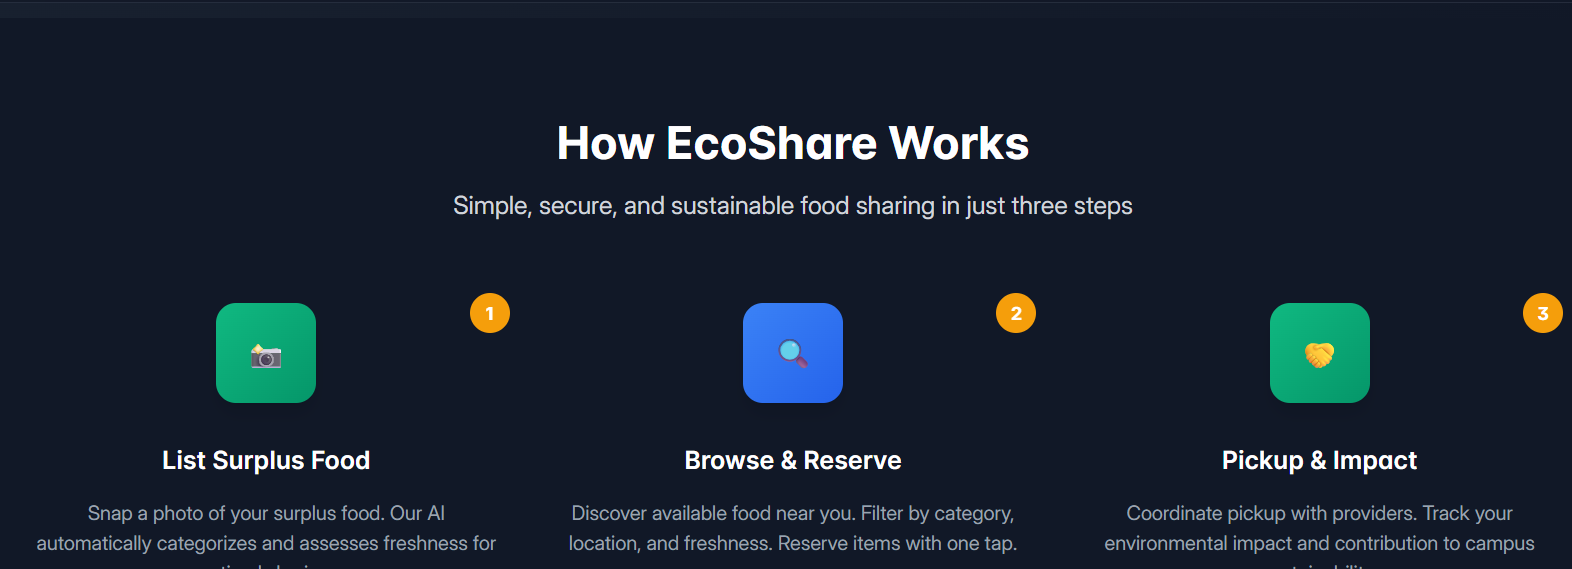 How EcoShare Works
Simple, secure, and sustainable food sharing in just three steps
1
2
3
List Surplus Food
Browse & Reserve
Pickup & Impact
Snap a photo of your surplus food. Our AI
automatically categorizes and assesses freshness for
Discover available food near you. Filter by category,
location, and freshness. Reserve items with one tap.
Coordinate pickup with providers. Track your
environmental impact and contribution to campus